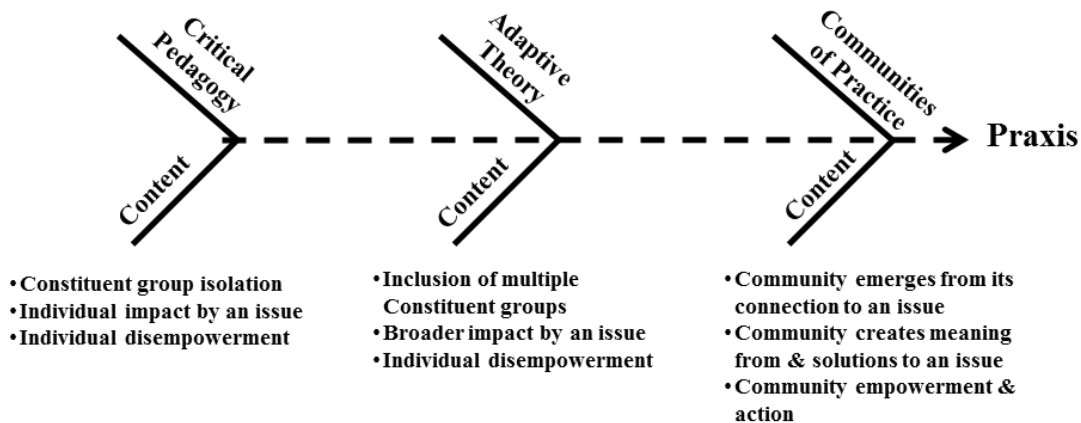 Critical
Pedagogy
Content
Adaptive
Theory
Content
Communities
of Practice
Content
Praxis
• Constituent group isolation
• Individual impact by an issue
• Individual disempowerment
• Inclusion of multiple
Constituent groups
• Broader impact by an issue
• Individual disempowerment
• Community emerges from its
connection to an issue
• Community creates meaning
from & solutions to an issue
• Community empowerment &
action